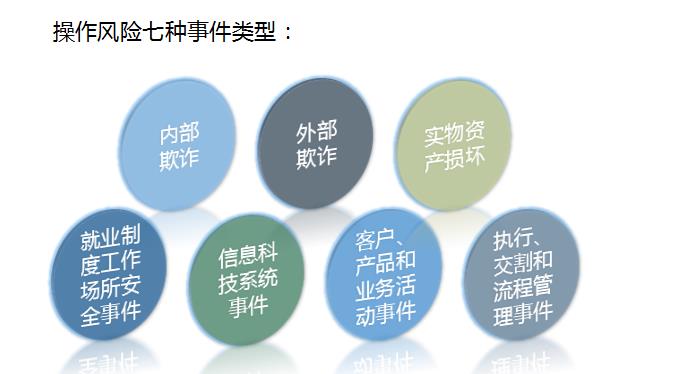 操作风险七种事件类型：
内部
欺诈
外部
欺诈
实物资
产损坏
就业制
度工作
场所安
全事件
信息科
技系统
事件
客户、
产品和
业务活
动事件
执行、
交割和
流程管
理事件